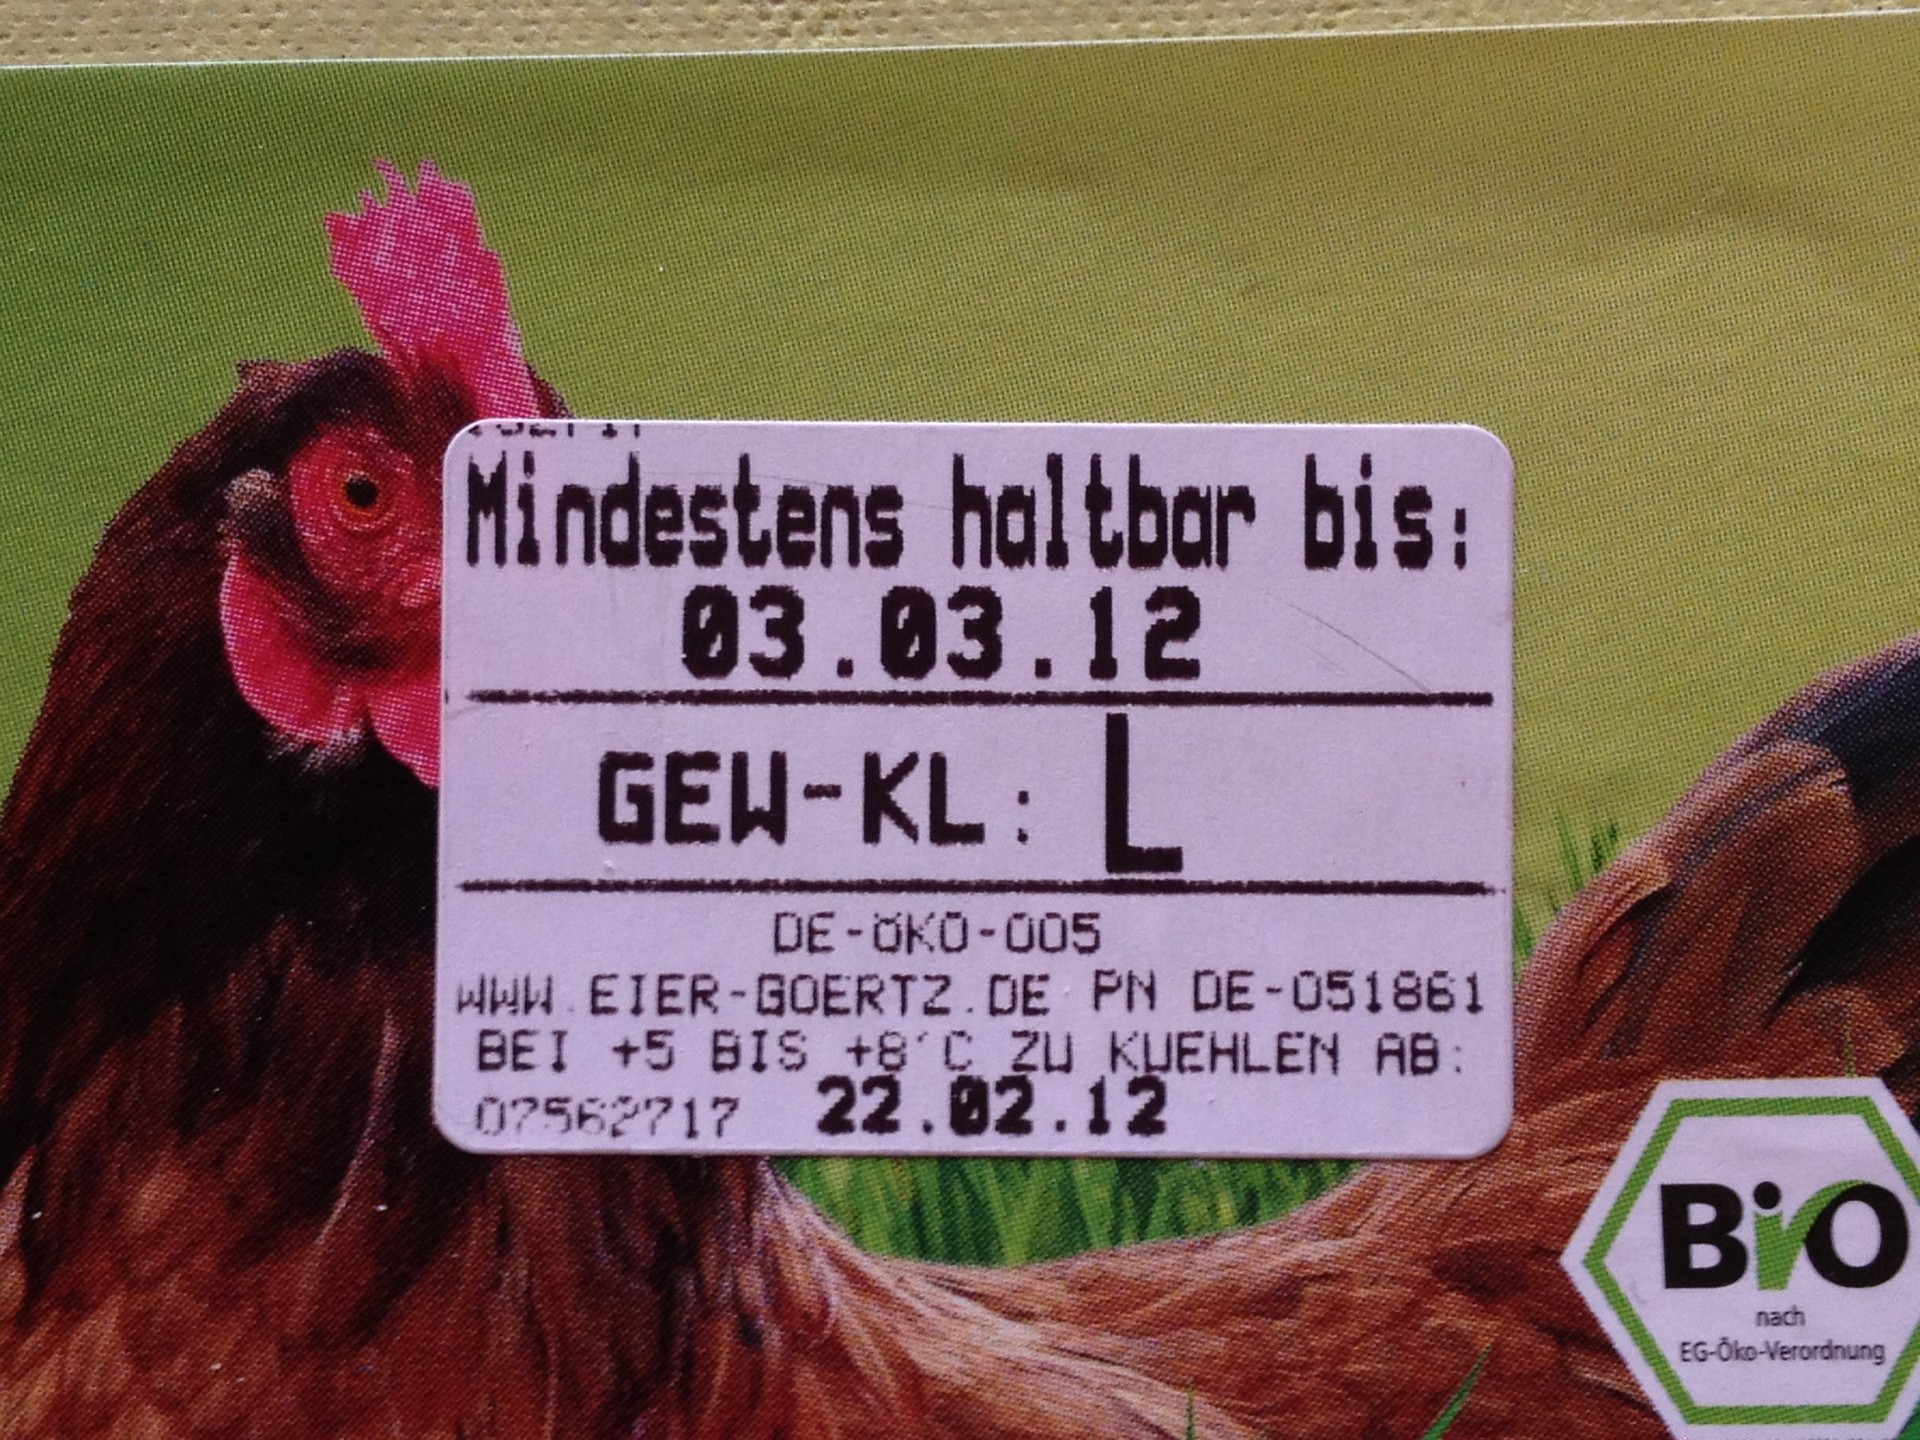 Mindestens haltbar bis:
03.03.12
GEW-KL: L
DE-ÖKO-005
WWW.EIER-GOERTZ.DE PN DE-051861
BEI +5 BIS +8°C ZU KUEHLEN AB:
07562717 22.02.12
Bio
nach
EG-Öko-Verordnung